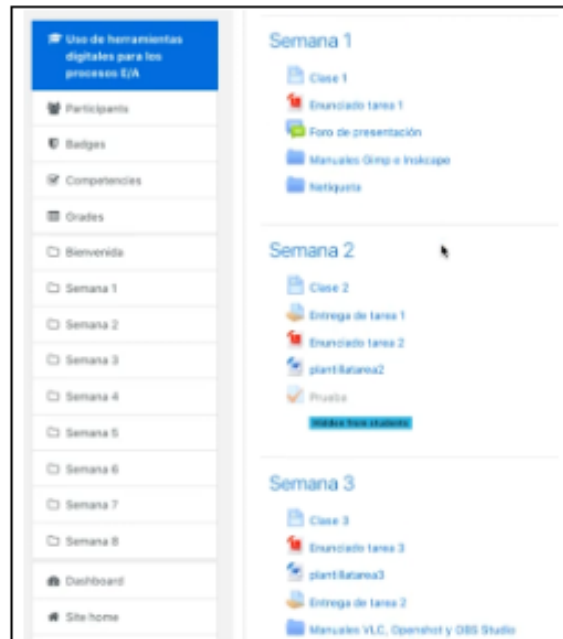 Uso de herramientas
digitales para los
procesos E/A
Participants
Badges
Competencies
Grades
Bienvenida
Semana 1
Semana 2
Semana 3
Semana 4
Semana 5
Semana 6
Semana 7
Semana 8
Dashboard
Site home
Semana 1
Clase 1
Enunciado tarea 1
Foro de presentación
Manuales Gimp e Inskcape
Netiqueta
Semana 2
Clase 2
Entrega de tarea 1
Enunciado tarea 2
plantillatarea2
Prueba
Hidden from students
Semana 3
Clase 3
Enunciado tarea 3
plantillatarea3
Entrega de tarea 2
Manuales VLC, Openshot y OBS Studio